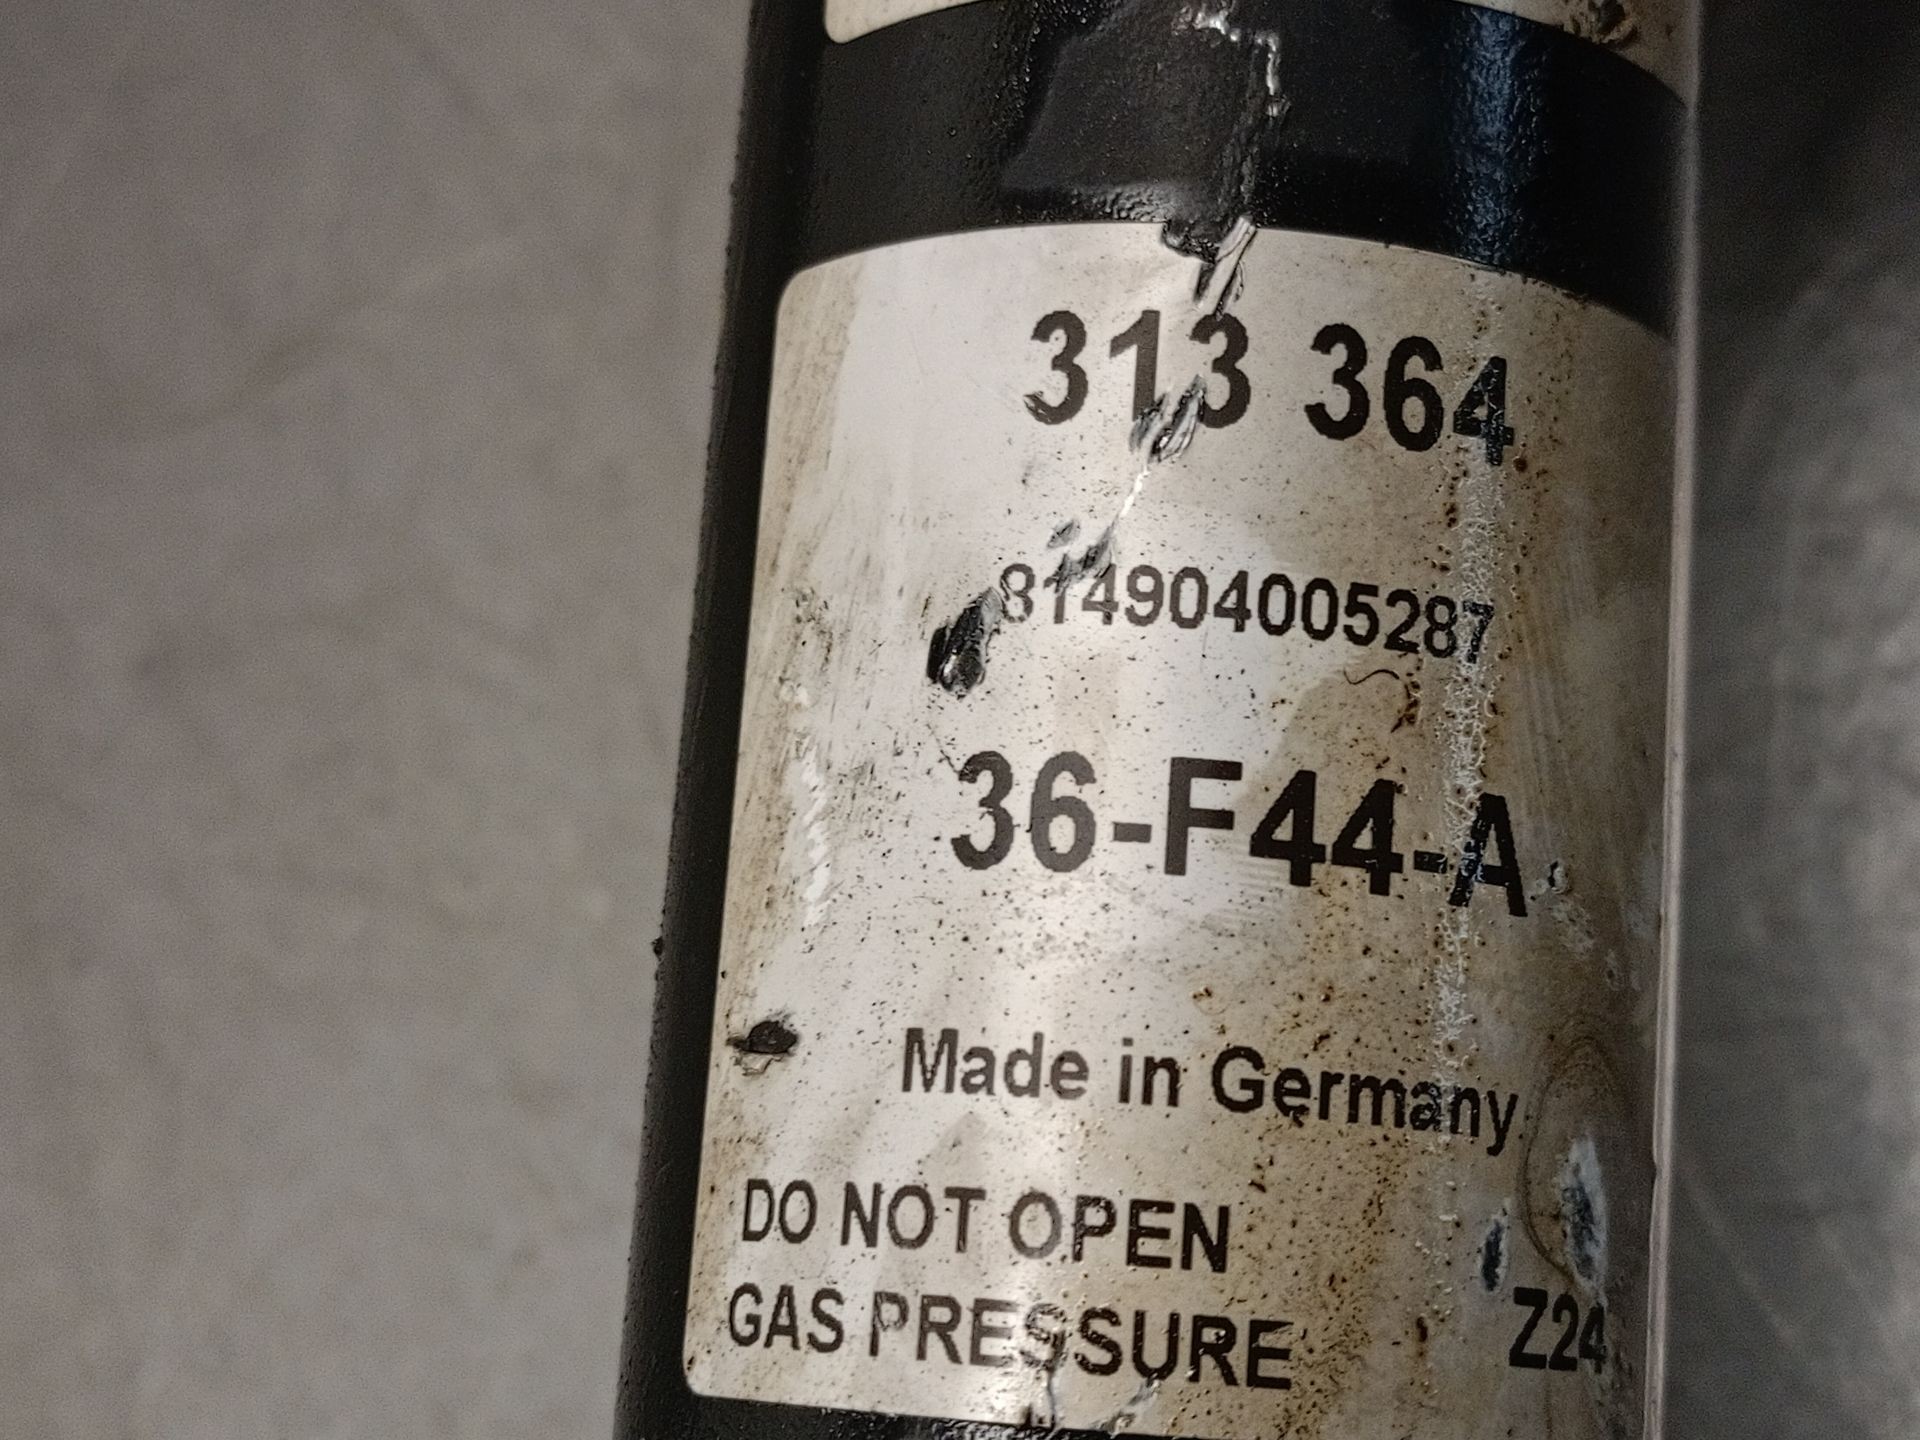 313 364
814904005287
36-F44-A
Made in Germany
DO NOT OPEN
GAS PRESSURE Z24